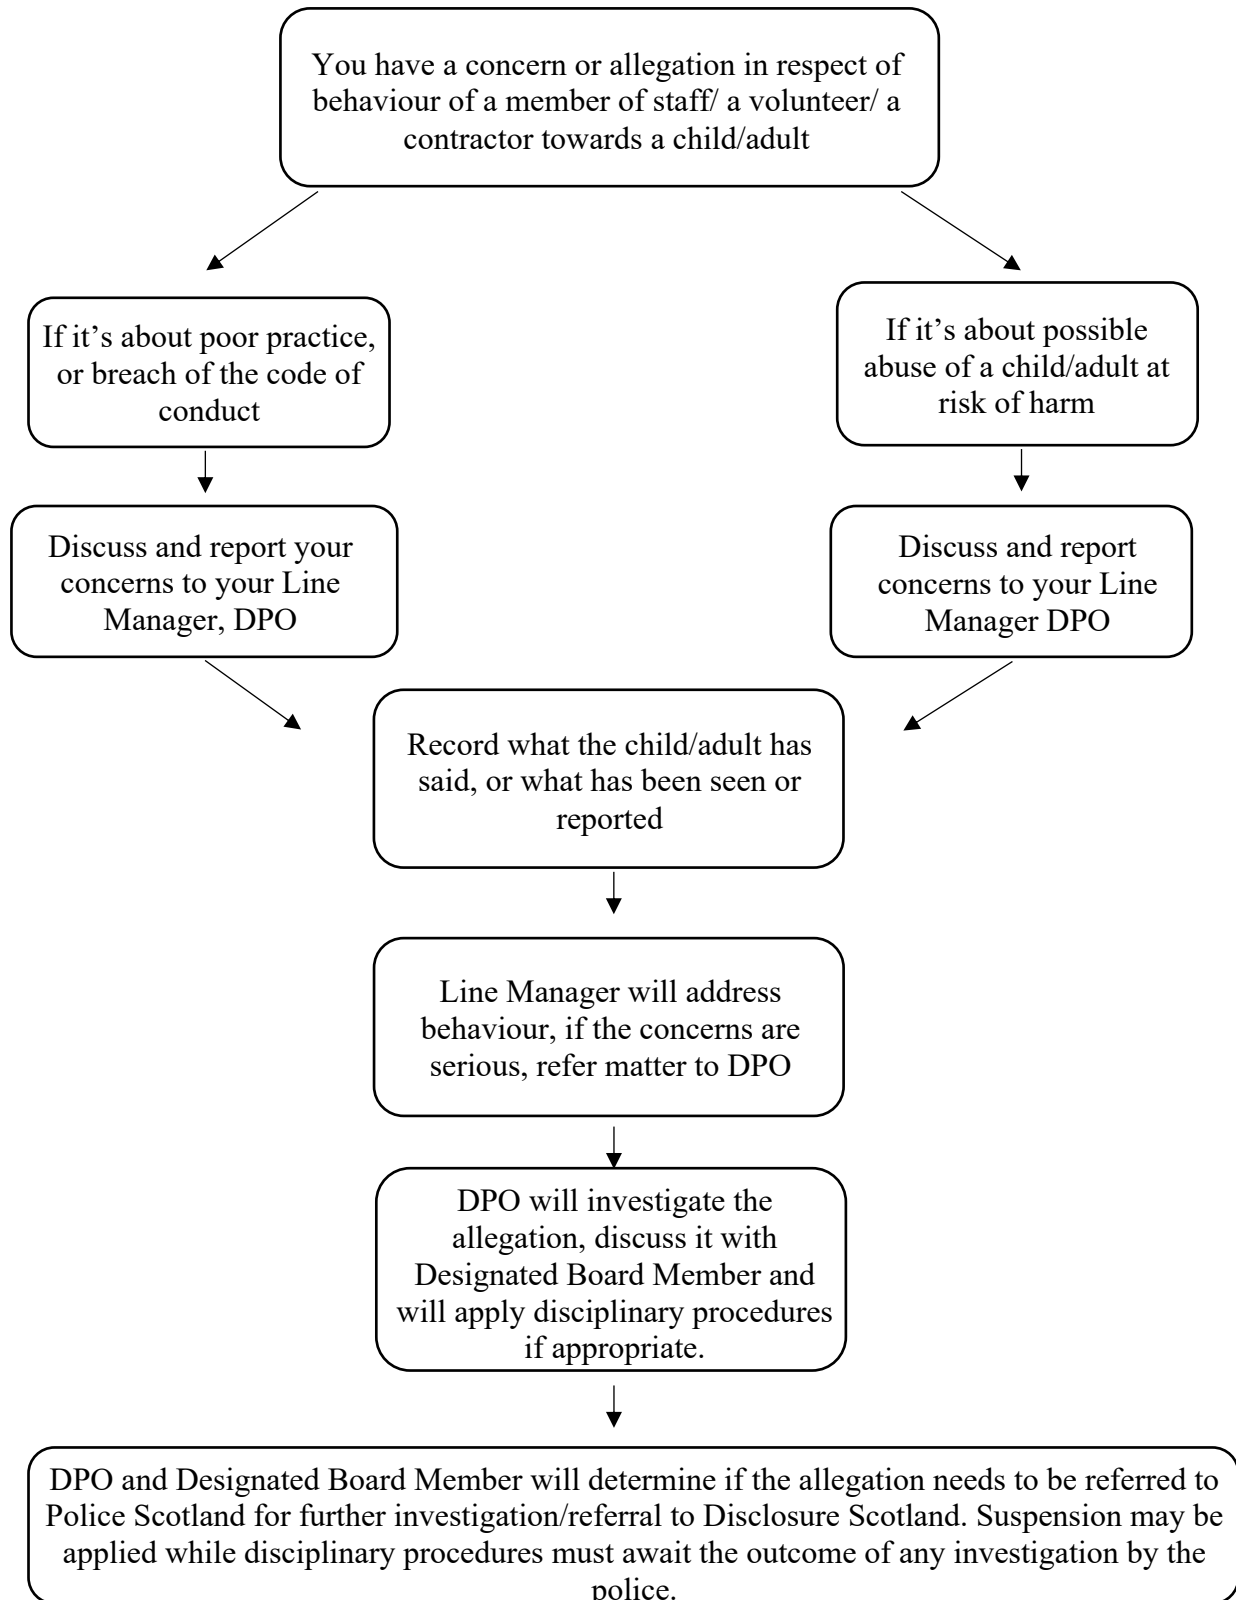 You have a concern or allegation in respect of
behaviour of a member of staff/ a volunteer/ a
contractor towards a child/adult
If it’s about poor practice,
or breach of the code of
conduct
If it’s about possible
abuse of a child/adult at
risk of harm
Discuss and report your
concerns to your Line
Manager, DPO
Discuss and report
concerns to your Line
Manager DPO
Record what the child/adult has
said, or what has been seen or
reported
Line Manager will address
behaviour, if the concerns are
serious, refer matter to DPO
DPO will investigate the
allegation, discuss it with
Designated Board Member and
will apply disciplinary procedures
if appropriate.
DPO and Designated Board Member will determine if the allegation needs to be referred to
Police Scotland for further investigation/referral to Disclosure Scotland. Suspension may be
applied while disciplinary procedures must await the outcome of any investigation by the
police.